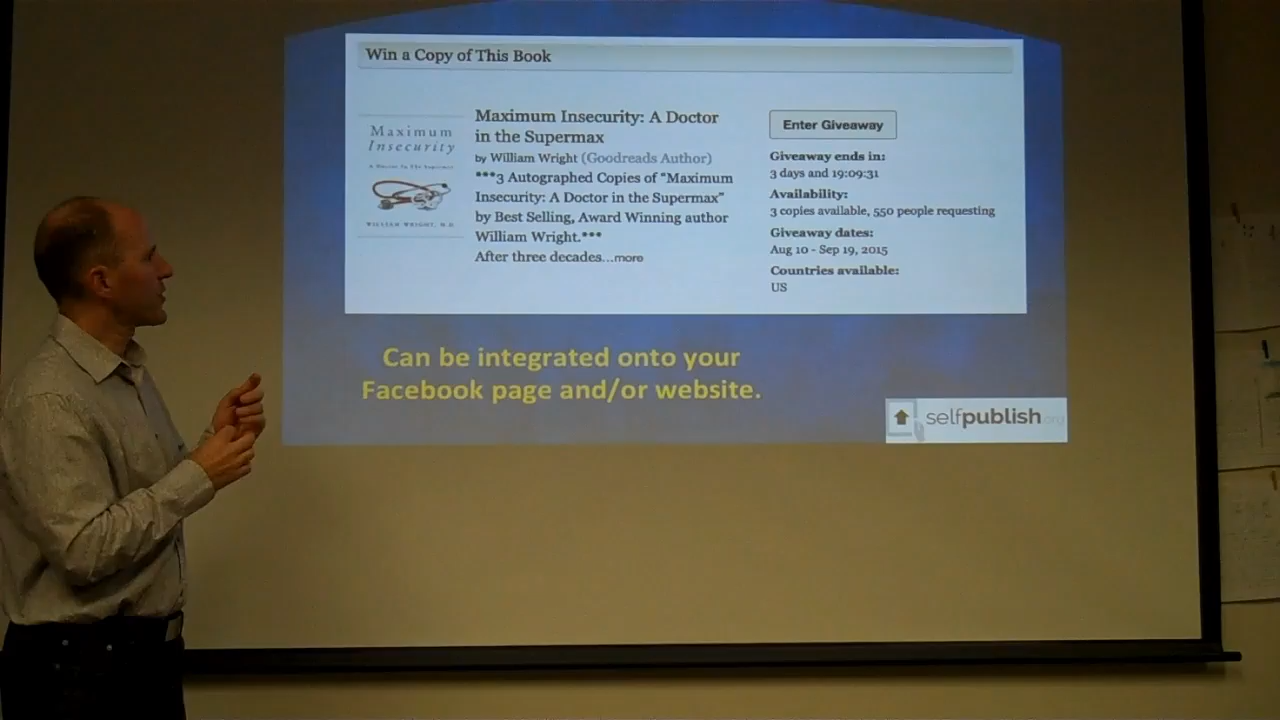 Win a Copy of This Book
Maximum
Insecurity
WILLIAM WRIGHT, M.D.
Maximum Insecurity: A Doctor
in the Supermax
by William Wright (Goodreads Author)
***3 Autographed Copies of “Maximum
Insecurity: A Doctor in the Supermax”
by Best Selling, Award Winning author
William Wright.***
After three decades...more
Enter Giveaway
Giveaway ends in:
3 days and 19:09:31
Availability:
3 copies available, 550 people requesting
Giveaway dates:
Aug 10 - Sep 19, 2015
Countries available:
US
Can be integrated onto your
Facebook page and/or website.
selfpublish.org